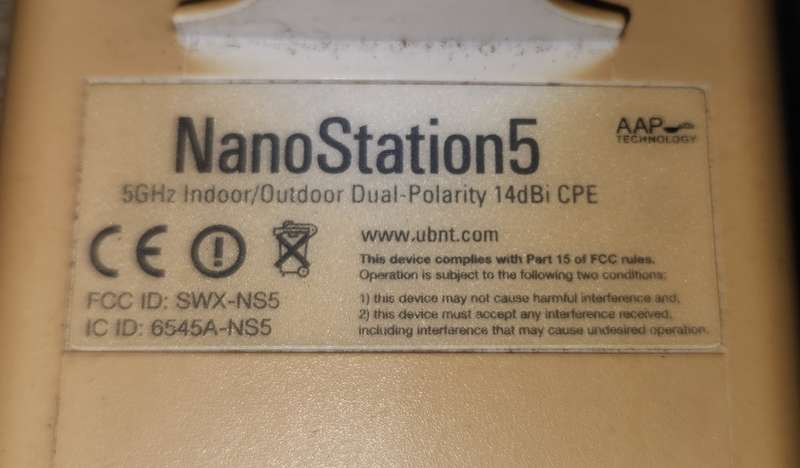 NanoStation5
AAP
TECHNOLOGY
5GHz Indoor/Outdoor Dual-Polarity 14dBi CPE
CE
www.ubnt.com
This device complies with Part 15 of FCC rules.
Operation is subject to the following two conditions:
FCC ID: SWX-NS5
IC ID: 6545A-NS5
1) this device may not cause harmful interference and,
2) this device must accept any interference received,
including interference that may cause undesired operation.